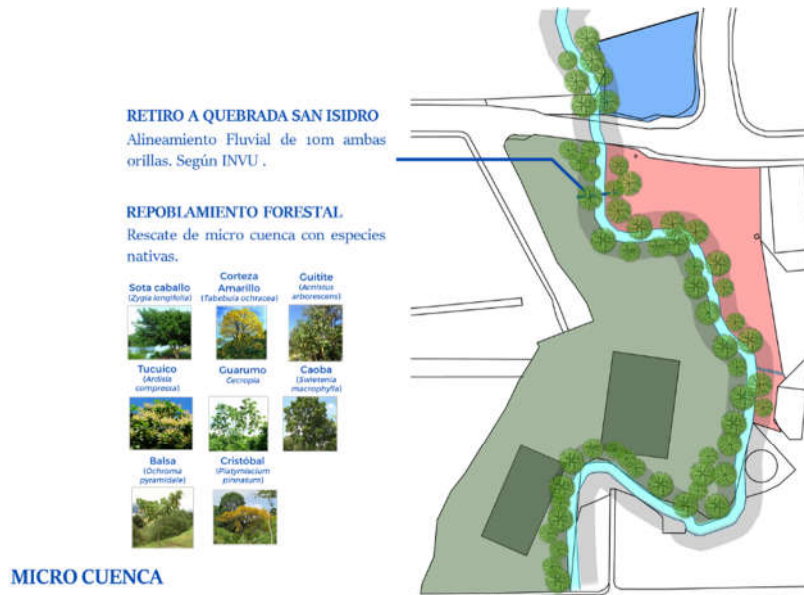 RETIRO A QUEBRADA SAN ISIDRO
Alineamiento Fluvial de 10m ambas
orillas. Según INVU .
REPOBLAMIENTO FORESTAL
Rescate de micro cuenca con especies
nativas.
Sota caballo
(Zygia longifolia)
Corteza
Amarillo
(Tabebuia ochracea)
Guitite
(Acnistus
arborescens)
Tucuico
(Ardisia
compressa)
Guarumo
Cecropia
Caoba
(Swietenia
macrophylla)
Balsa
(Ochroma
pyramidale)
Cristóbal
(Platymiscium
pinnatum)
MICRO CUENCA